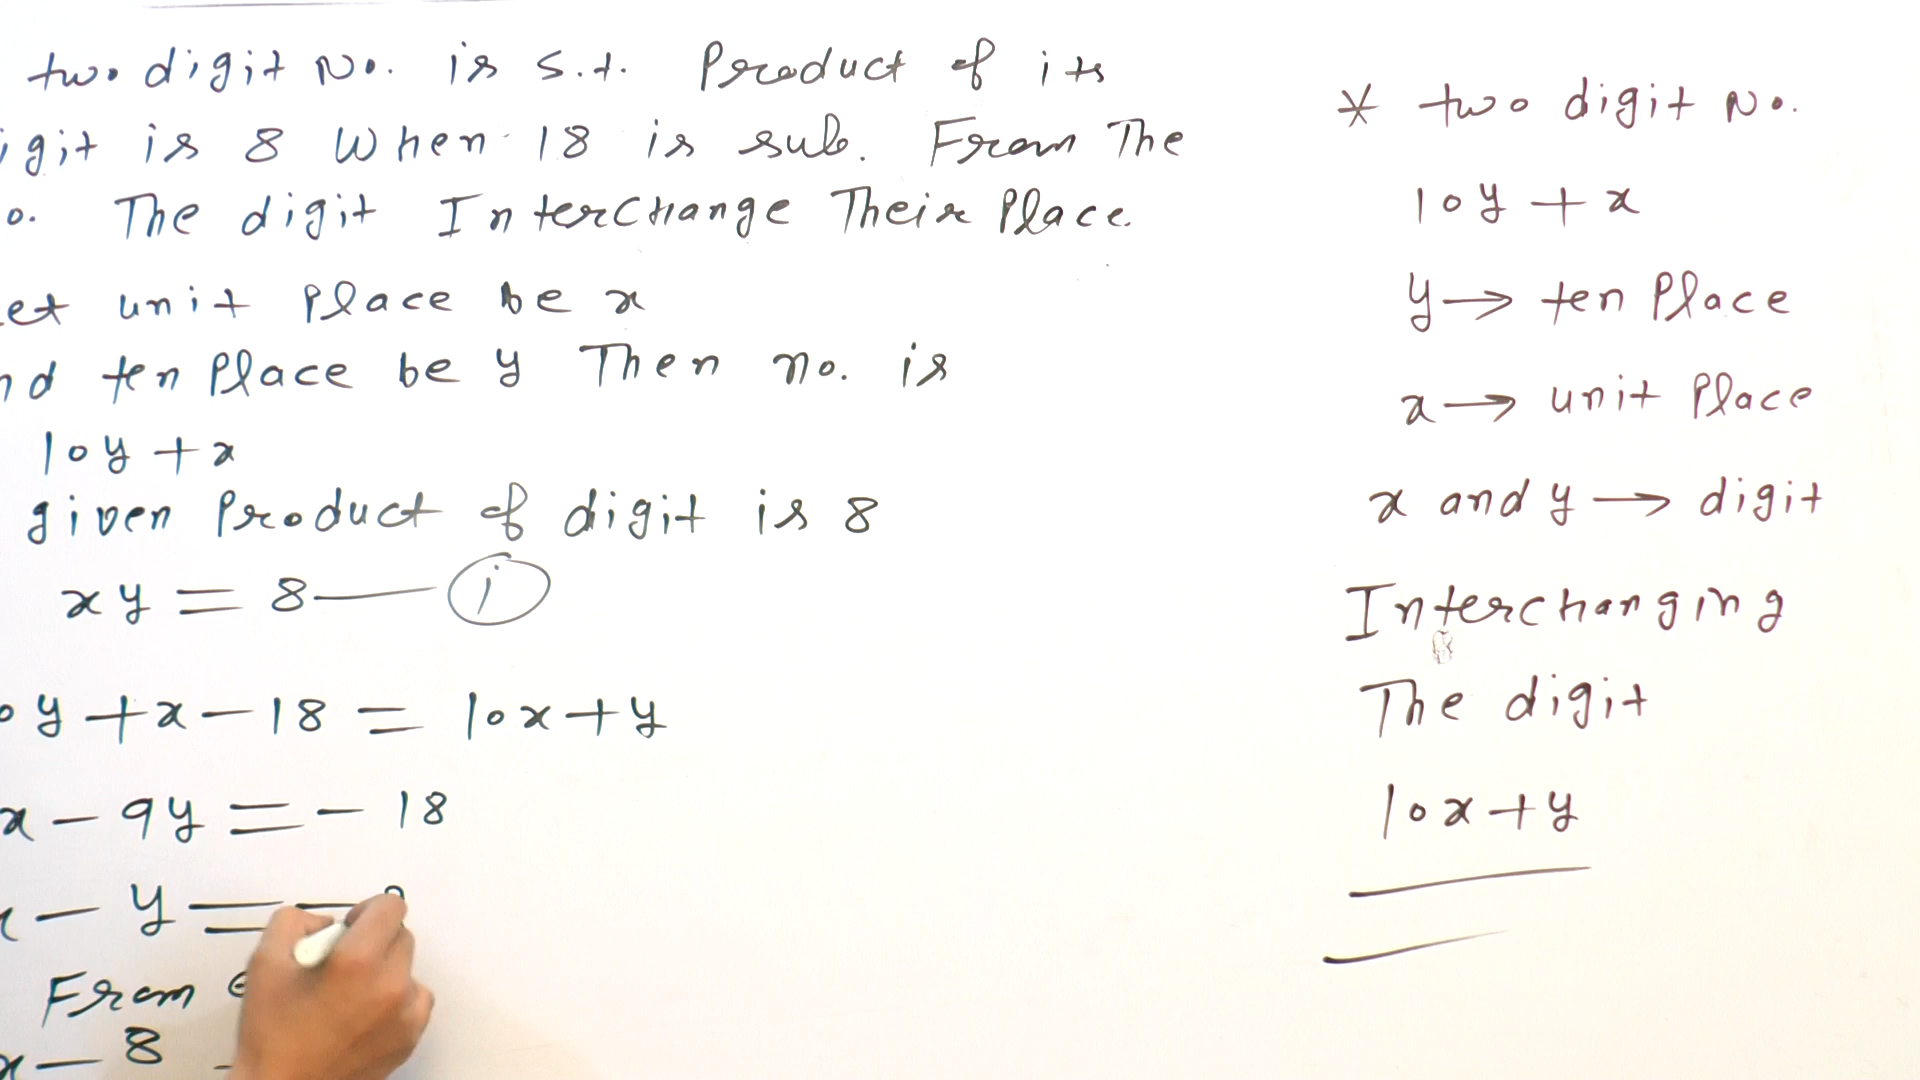 two digit No. is s.t. Product of its
igit is 8 when 18 is sub. From The
o. The digit Interchange Their Place.
et unit place be x
nd ten place be y Then no. is
10y + x
given Product of digit is 8
xy = 8 — i
0y + x - 18 = 10x + y
x - 9y = - 18
x - y = -
From
x - 8 -
* two digit No.
10y + x
y → ten Place
x → unit Place
x and y → digit
Interchanging
The digit
10x + y